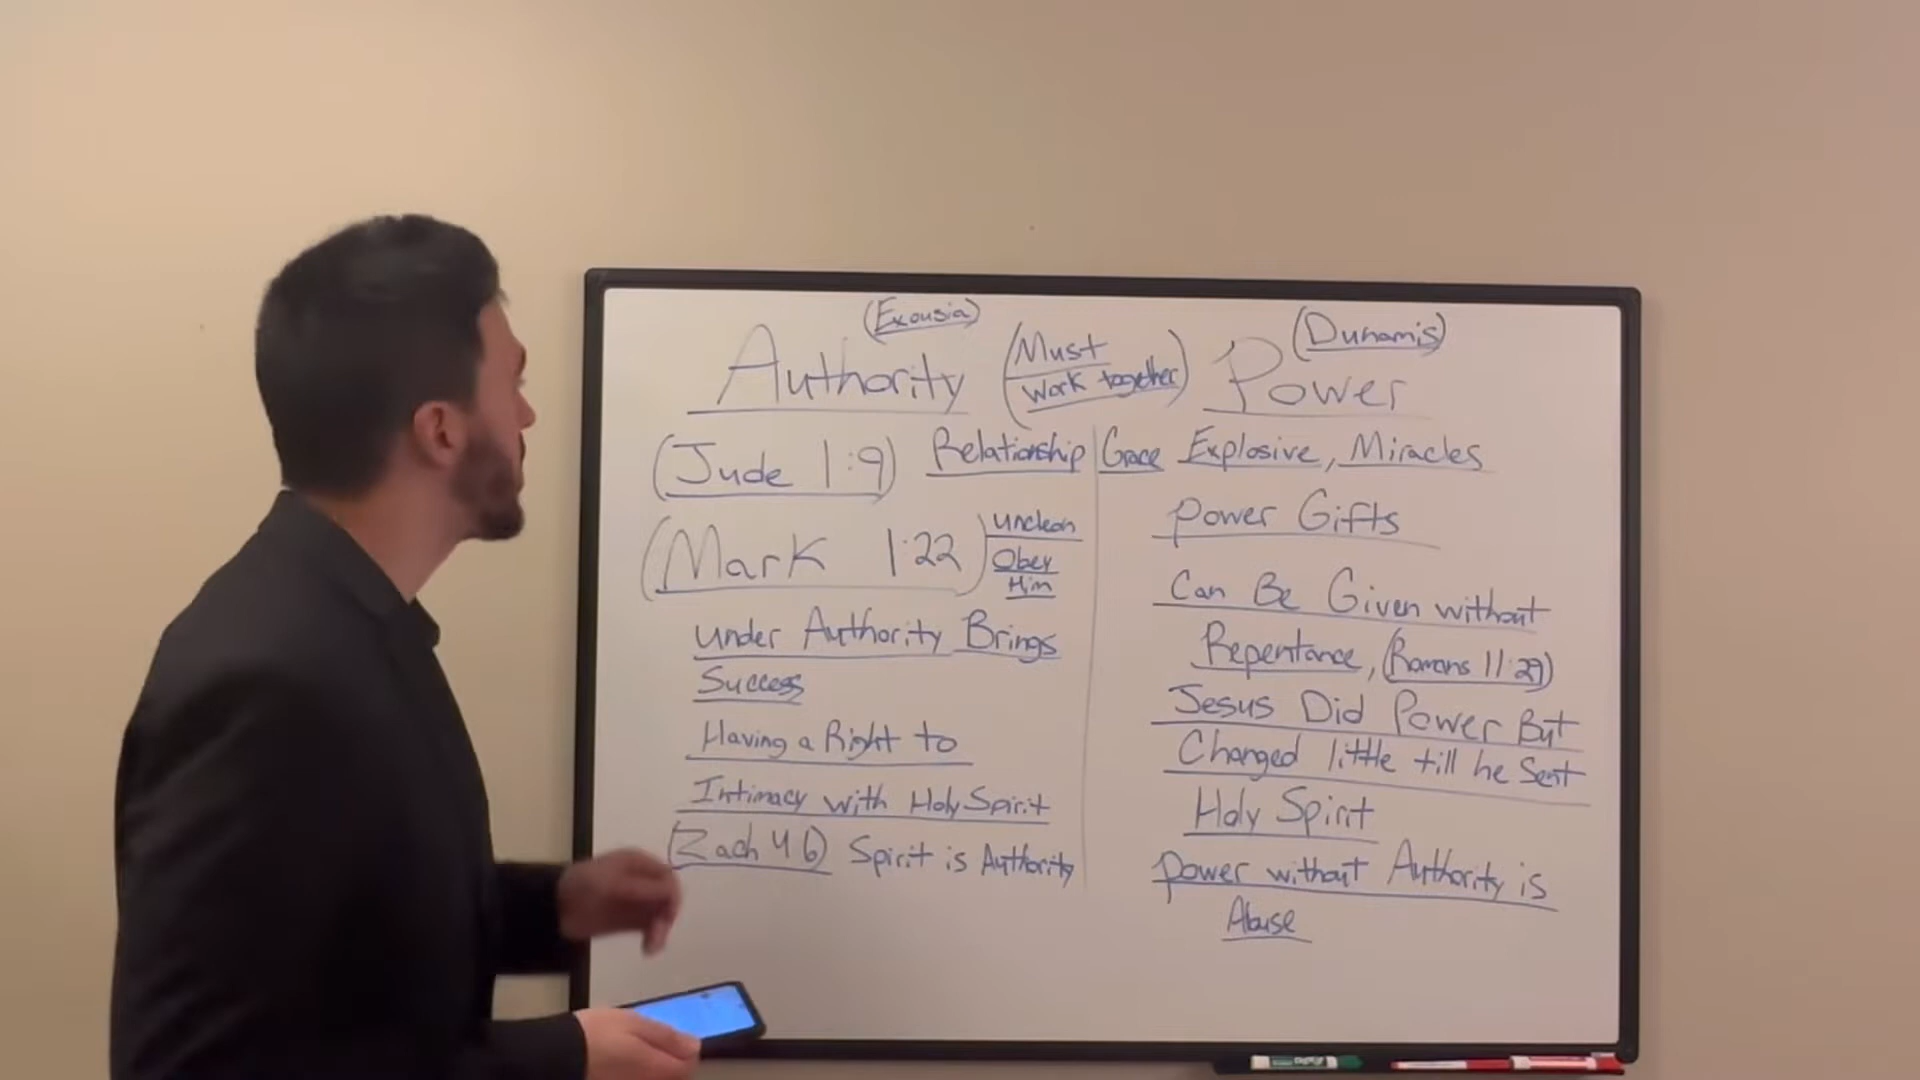 (Exousia)
Authority
(Must
Work together)
(Dunamis)
Power
(Jude 1:9) Relationship
(Mark 1:22) unclean
Obey
Him
under Authority Brings
Success
Having a Right to
Intimacy with Holy Spirit
(Zach 4 6) Spirit is Authority
Grace Explosive, Miracles
Power Gifts
Can Be Given without
Repentance, (Romans 11:29)
Jesus Did Power But
Changed little till he Sent
Holy Spirit
Power without Authority is
Abuse